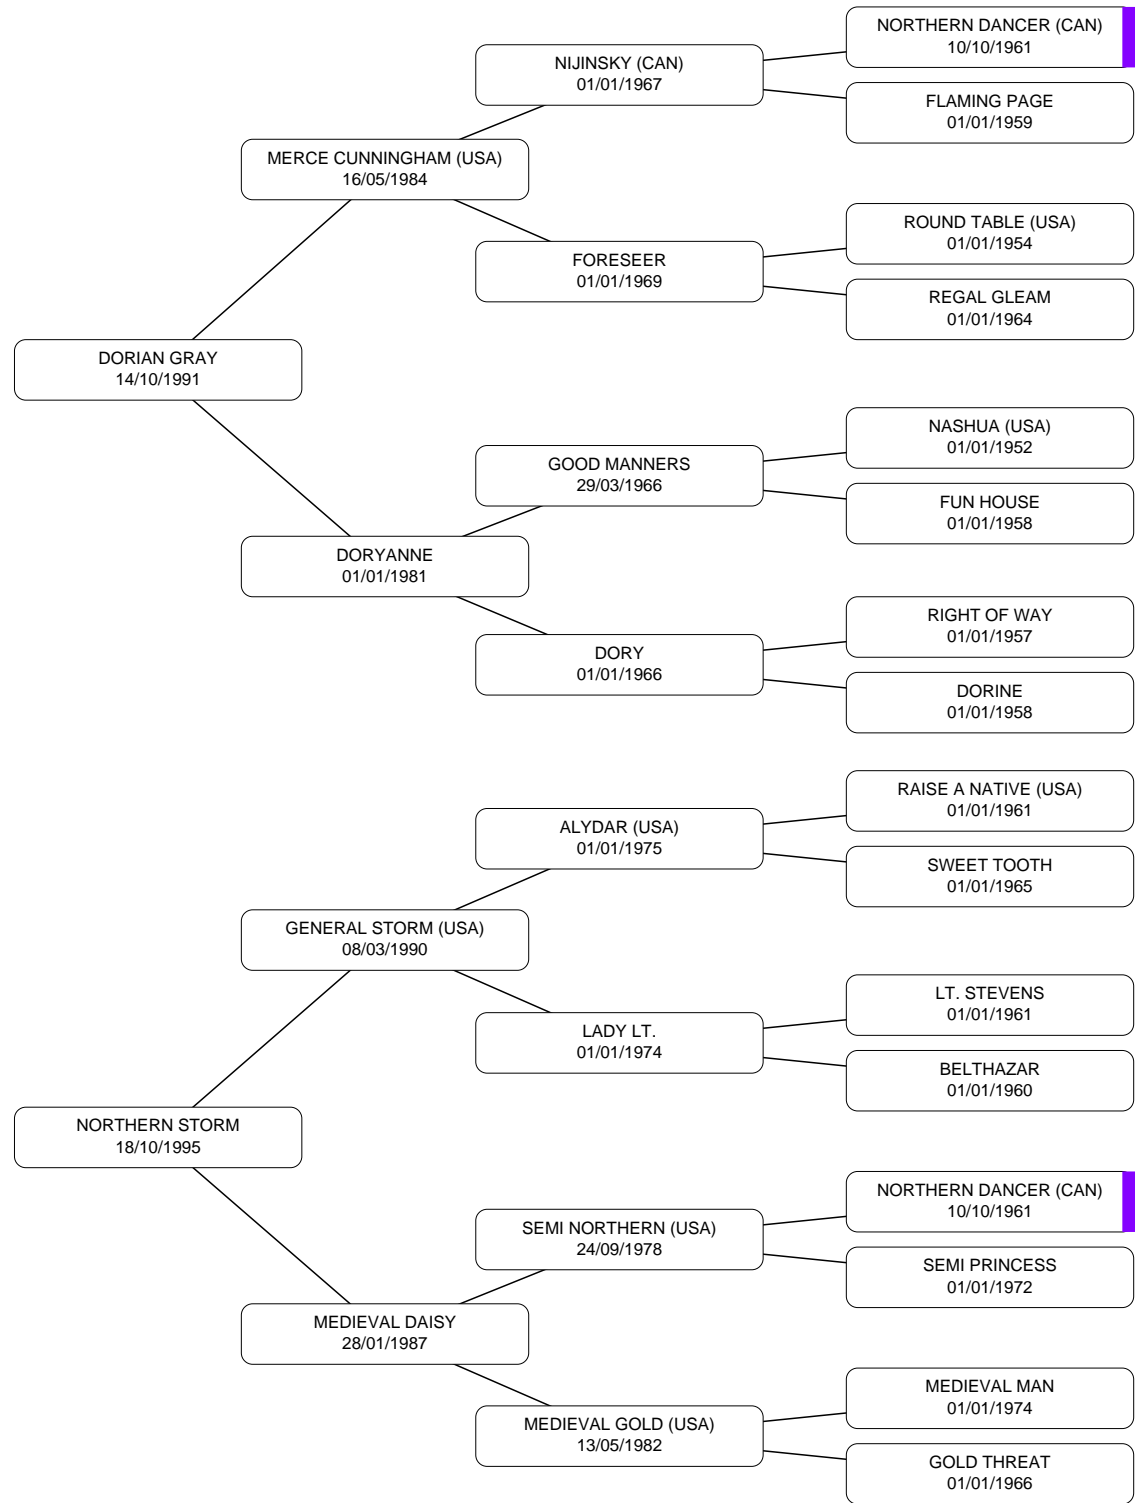 NORTHERN DANCER (CAN)
10/10/1961
NIJINSKY (CAN)
01/01/1967
FLAMING PAGE
01/01/1959
MERCE CUNNINGHAM (USA)
16/05/1984
ROUND TABLE (USA)
01/01/1954
FORESEER
01/01/1969
REGAL GLEAM
01/01/1964
DORIAN GRAY
14/10/1991
NASHUA (USA)
01/01/1952
GOOD MANNERS
29/03/1966
FUN HOUSE
01/01/1958
DORYANNE
01/01/1981
RIGHT OF WAY
01/01/1957
DORY
01/01/1966
DORINE
01/01/1958
RAISE A NATIVE (USA)
01/01/1961
ALYDAR (USA)
01/01/1975
SWEET TOOTH
01/01/1965
GENERAL STORM (USA)
08/03/1990
LT. STEVENS
01/01/1961
LADY LT.
01/01/1974
BELTHAZAR
01/01/1960
NORTHERN STORM
18/10/1995
NORTHERN DANCER (CAN)
10/10/1961
SEMI NORTHERN (USA)
24/09/1978
SEMI PRINCESS
01/01/1972
MEDIEVAL DAISY
28/01/1987
MEDIEVAL MAN
01/01/1974
MEDIEVAL GOLD (USA)
13/05/1982
GOLD THREAT
01/01/1966